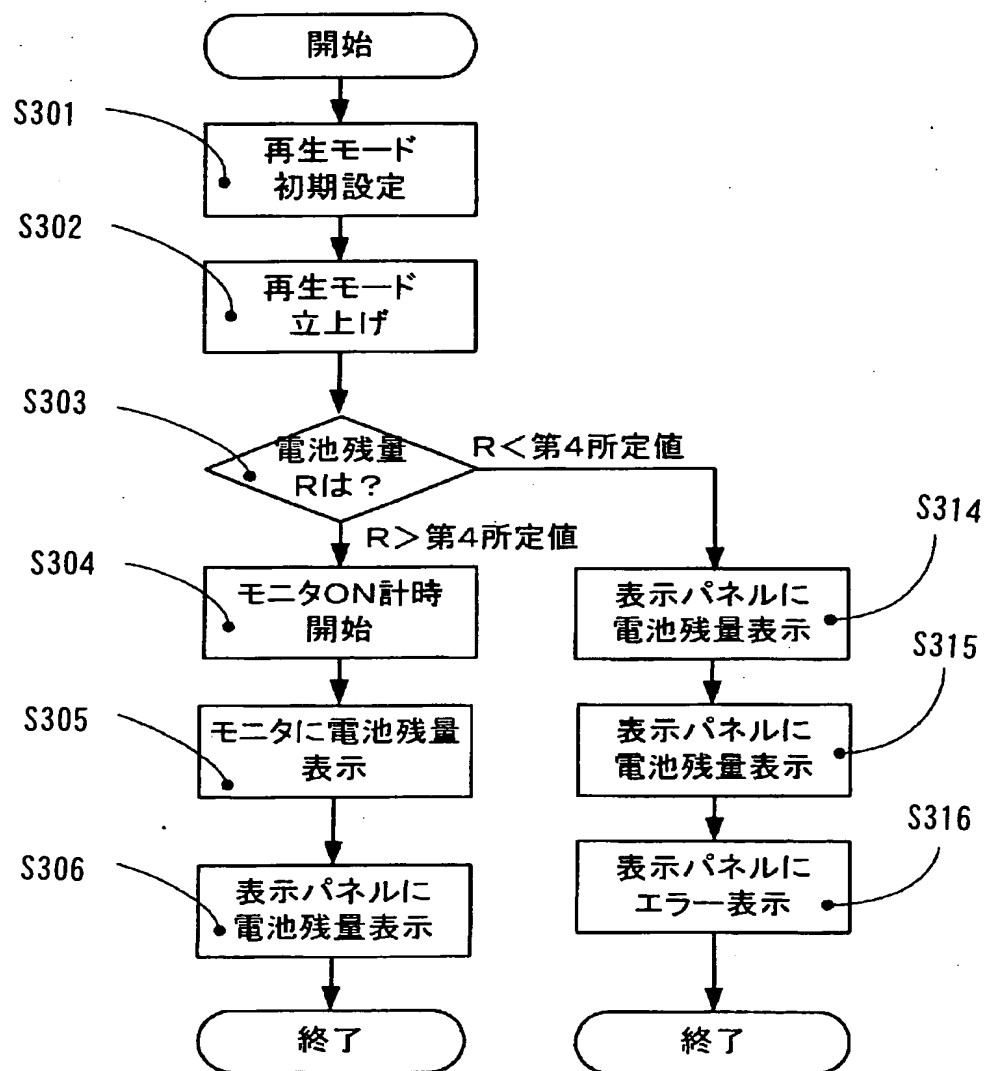 開始
S301
再生モード
初期設定
S302
再生モード
立上げ
S303
電池残量
Rは？
R＜第4所定値
R＞第4所定値
S304
モニタON計時
開始
S305
モニタに電池残量
表示
S306
表示パネルに
電池残量表示
終了
S314
表示パネルに
電池残量表示
S315
表示パネルに
電池残量表示
S316
表示パネルに
エラー表示
終了